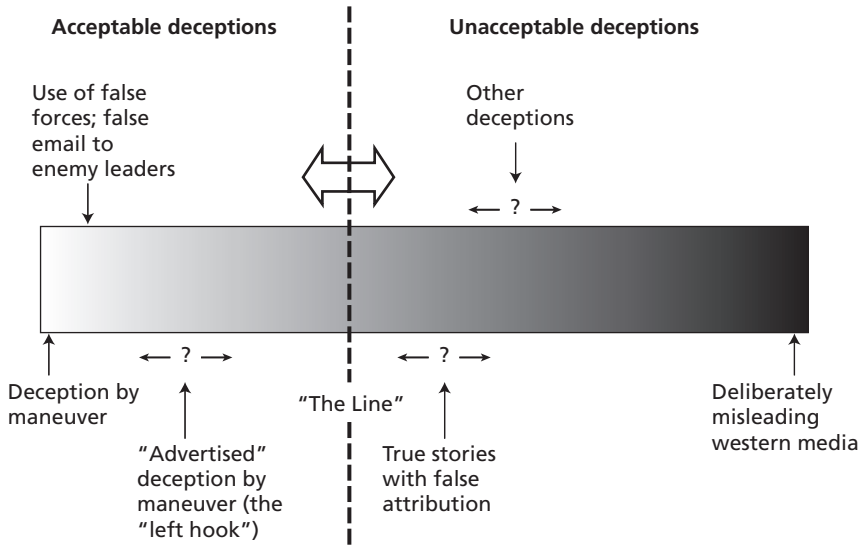 Acceptable deceptions
Unacceptable deceptions
Use of false
forces; false
email to
enemy leaders
Other
deceptions
?
?
?
Deception by
maneuver
“The Line”
Deliberately
misleading
western media
“Advertised”
deception by
maneuver (the
“left hook”)
True stories
with false
attribution